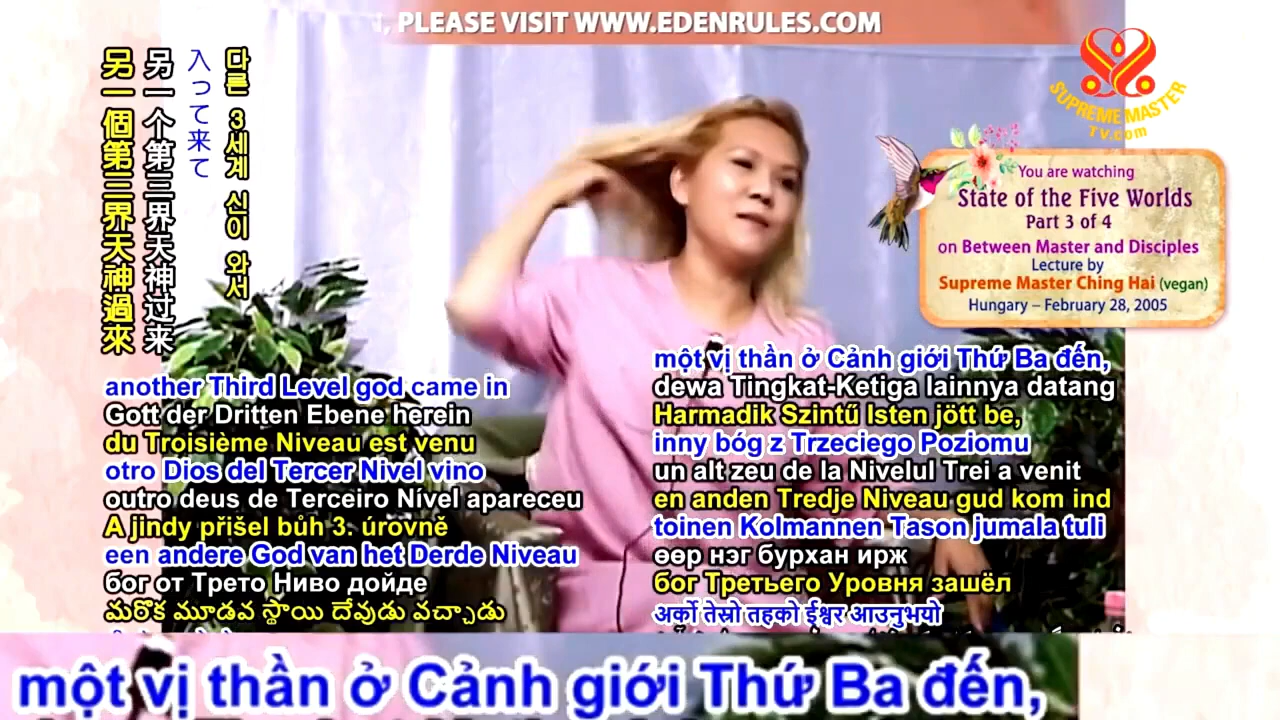 , PLEASE VISIT WWW.EDENRULES.COM
SUPREME MASTER
TV.com
You are watching
State of the Five Worlds
Part 3 of 4
on Between Master and Disciples
Lecture by
Supreme Master Ching Hai (vegan)
Hungary – February 28, 2005
다른 3세계 신이 와서
入って来て
另一个第三界天神过来
另一個第三界天神過來
another Third Level god came in
Gott der Dritten Ebene herein
du Troisième Niveau est venu
otro Dios del Tercer Nivel vino
outro deus de Terceiro Nível apareceu
A jindy přišel bůh 3. úrovně
een andere God van het Derde Niveau
бог от Трето Ниво дойде
మరొక మూడవ స్థాయి దేవుడు వచ్చాడు
một vị thần ở Cảnh giới Thứ Ba đến,
dewa Tingkat-Ketiga lainnya datang
Harmadik Szintű Isten jött be,
inny bóg z Trzeciego Poziomu
un alt zeu de la Nivelul Trei a venit
en anden Tredje Niveau gud kom ind
toinen Kolmannen Tason jumala tuli
өөр нэг бурхан ирж
бог Третьего Уровня зашёл
अर्को तेस्रो तहको ईश्वर आउनुभयो
một vị thần ở Cảnh giới Thứ Ba đến,